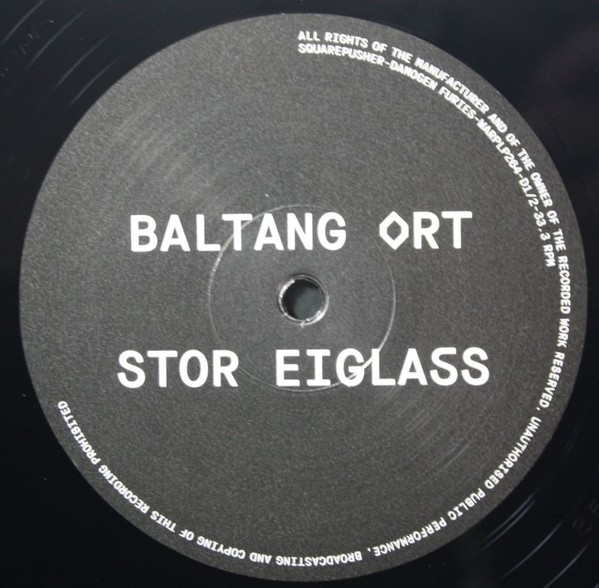 ALL RIGHTS OF THE MANUFACTURER AND OF THE OWNER OF THE RECORDED WORK RESERVED. UNAUTHORISED PUBLIC PERFORMANCE, BROADCASTING AND COPYING OF THIS RECORDING PROHIBITED
SQUAREPUSHER-DAMOGEN FURIES-WARPLP264-D1/2-33.3 RPM
BALTANG ORT
STOR EIGLASS